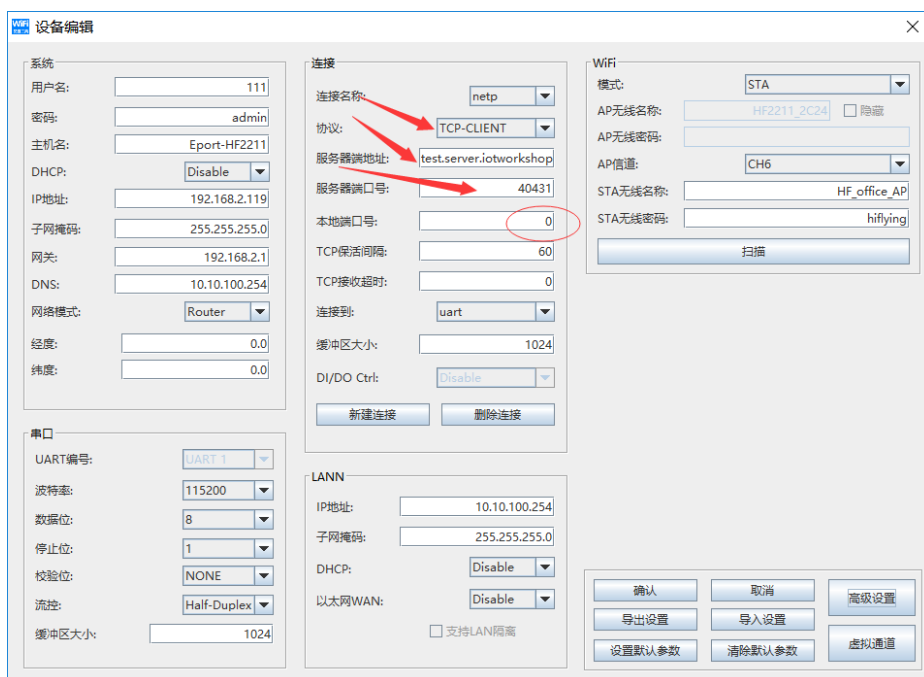 WiFi
设备编辑
系统
用户名: 111
密码: admin
主机名: Eport-HF2211
DHCP: Disable
IP地址: 192.168.2.119
子网掩码: 255.255.255.0
网关: 192.168.2.1
DNS: 10.10.100.254
网络模式: Router
经度: 0.0
纬度: 0.0
串口
UART编号: UART 1
波特率: 115200
数据位: 8
停止位: 1
校验位: NONE
流控: Half-Duplex
缓冲区大小: 1024
连接
连接名称: netp
协议: TCP-CLIENT
服务器端地址: test.server.iotworkshop
服务器端口号: 40431
本地端口号: 0
TCP保活间隔: 60
TCP接收超时: 0
连接到: uart
缓冲区大小: 1024
DI/DO Ctrl: Disable
新建连接 删除连接
LANN
IP地址: 10.10.100.254
子网掩码: 255.255.255.0
DHCP: Disable
以太网WAN: Disable
支持LAN隔离
WiFi
模式: STA
AP无线名称: HF2211_2C24 隐藏
AP无线密码:
AP信道: CH6
STA无线名称: HF_office_AP
STA无线密码: hiflying
扫描
确认 取消 高级设置
导出设置 导入设置
设置默认参数 清除默认参数 虚拟通道